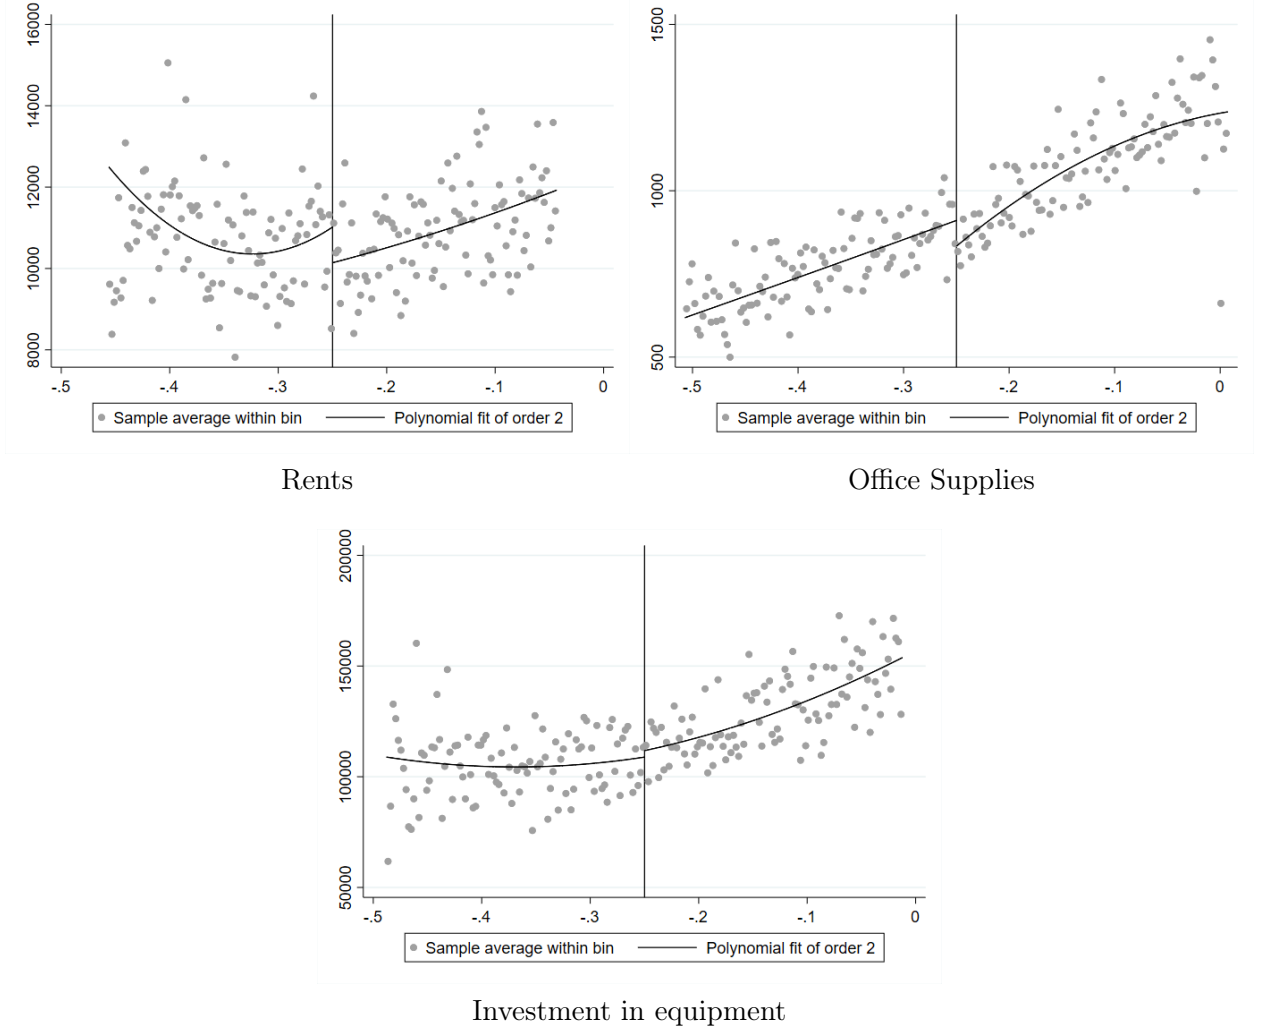 16000
14000
12000
10000
8000
-.5 -.4 -.3 -.2 -.1 0
Sample average within bin Polynomial fit of order 2
Rents
1500
1000
500
-.5 -.4 -.3 -.2 -.1 0
Sample average within bin Polynomial fit of order 2
Office Supplies
200000
150000
100000
50000
-.5 -.4 -.3 -.2 -.1 0
Sample average within bin Polynomial fit of order 2
Investment in equipment